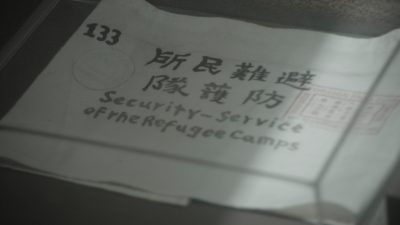 133
避難民所
防護隊
Security-Service
of the Refugee Camps